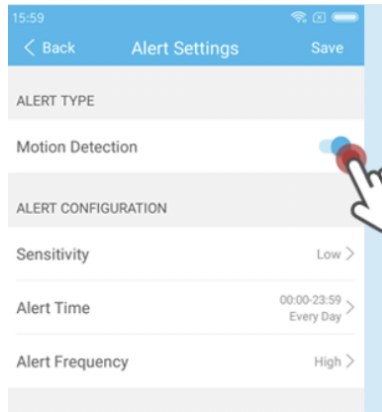 15:59
Back Alert Settings Save
ALERT TYPE
Motion Detection
ALERT CONFIGURATION
Sensitivity Low
Alert Time 00:00-23:59
Every Day
Alert Frequency High